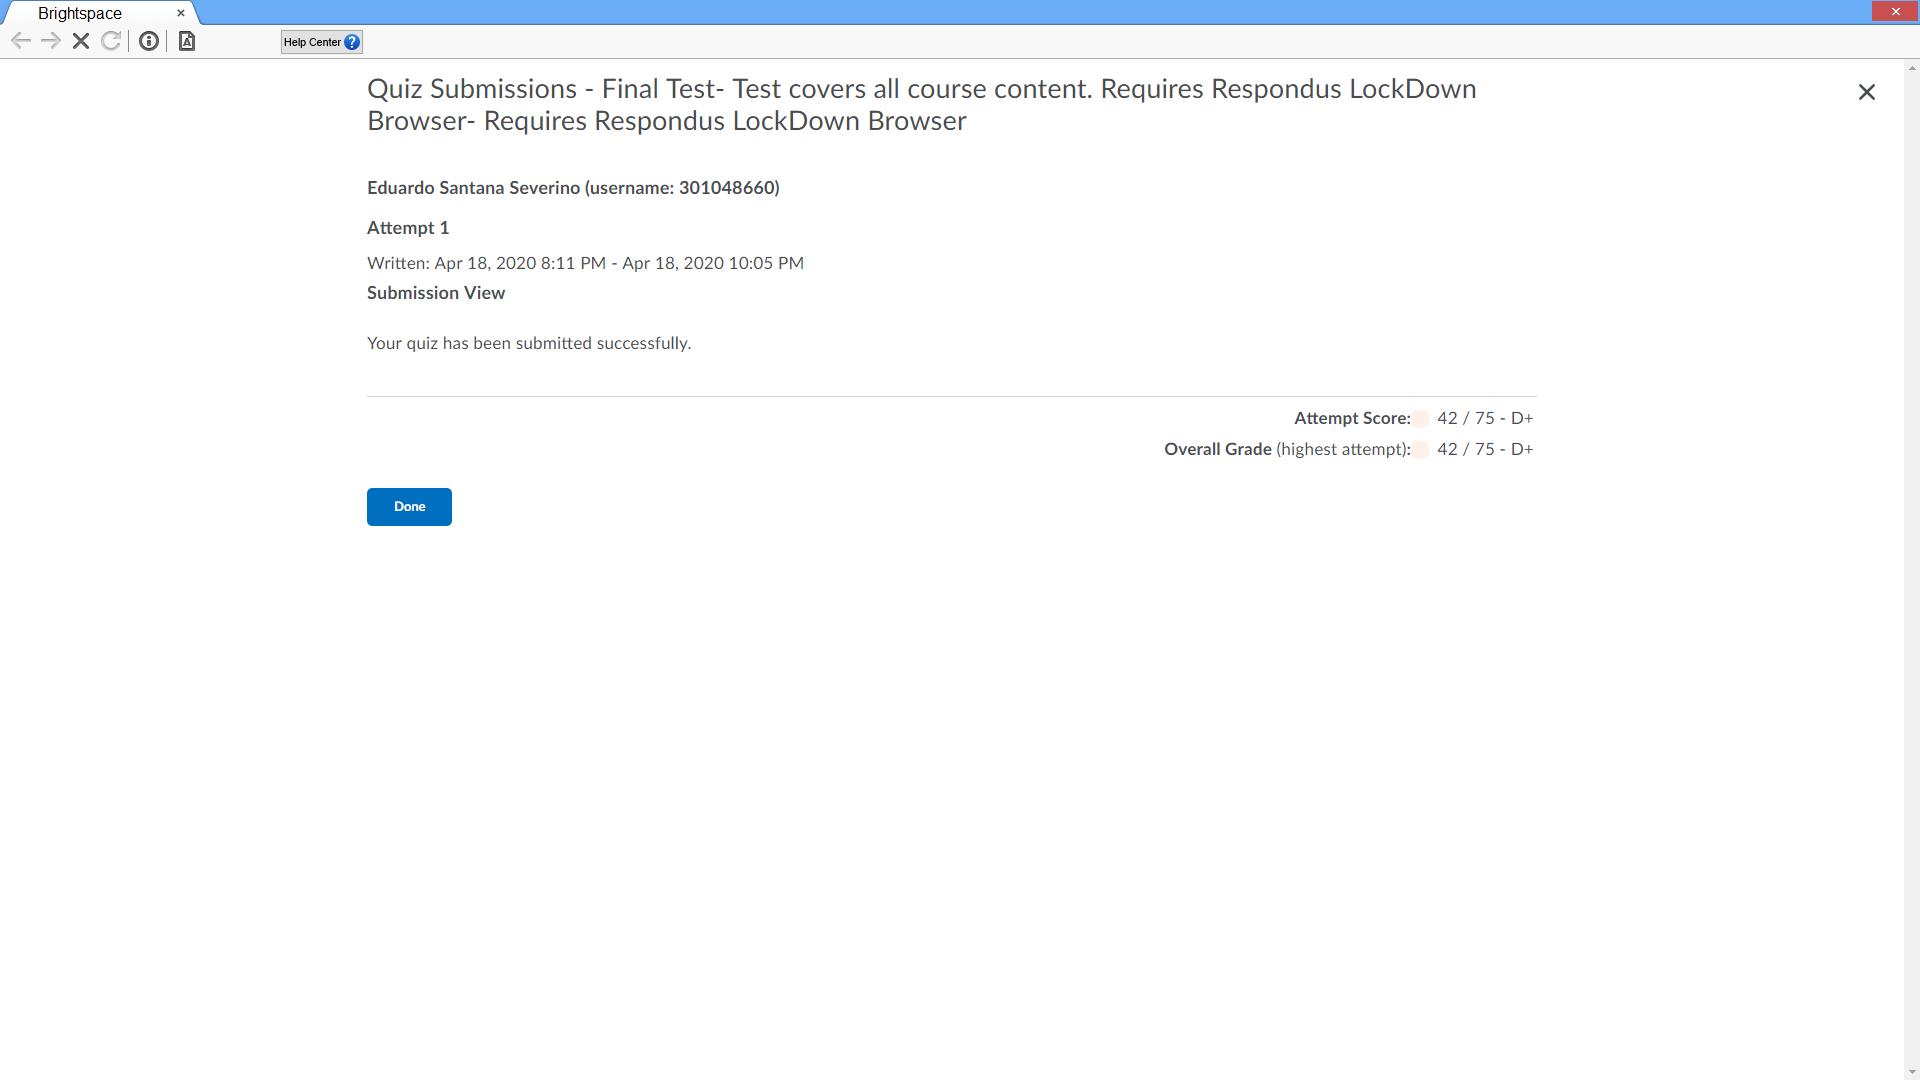 Brightspace
Help Center
Quiz Submissions - Final Test- Test covers all course content. Requires Respondus LockDown
Browser- Requires Respondus LockDown Browser
Eduardo Santana Severino (username: 301048660)
Attempt 1
Written: Apr 18, 2020 8:11 PM - Apr 18, 2020 10:05 PM
Submission View
Your quiz has been submitted successfully.
Attempt Score: 42 / 75 - D+
Overall Grade (highest attempt): 42 / 75 - D+
Done